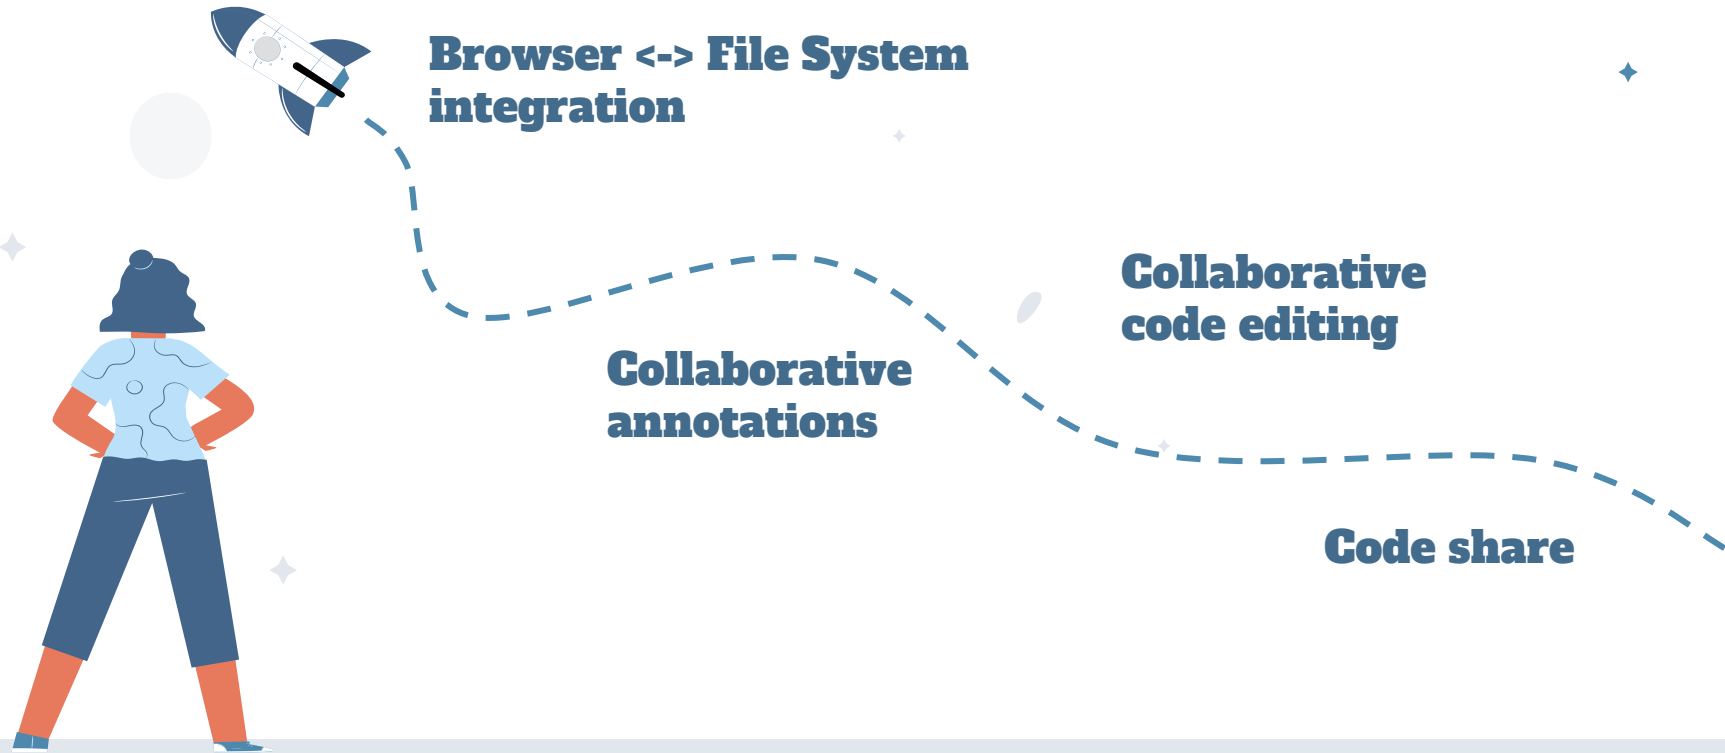 Browser <-> File System
integration
Collaborative
code editing
Collaborative
annotations
Code share